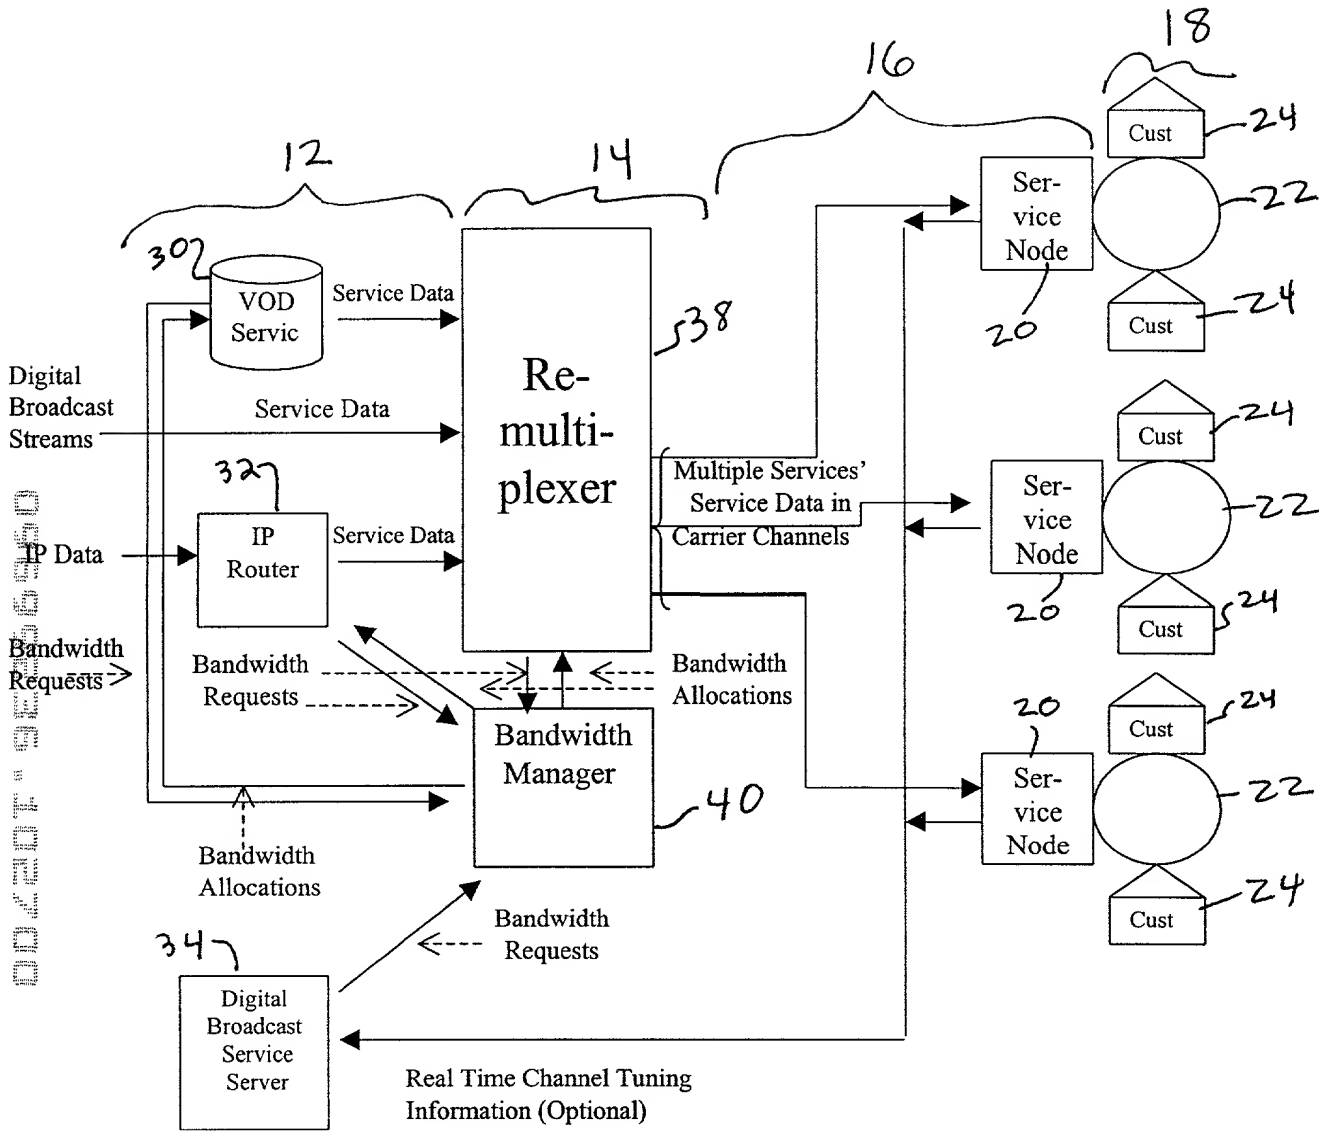 18
16
24
Cust
12
14
Ser-
vice
Node
22
30
VOD
Servic
Service Data
24
Cust
20
38
Digital
Broadcast
Streams
Service Data
Re-
multi-
plexer
24
Cust
Multiple Services'
Service Data in
Carrier Channels
Ser-
vice
Node
22
32
IP Data
IP
Router
Service Data
20
24
Cust
Bandwidth
Requests
Bandwidth
Requests
Bandwidth
Allocations
20
24
Cust
Bandwidth
Manager
40
Ser-
vice
Node
22
Bandwidth
Allocations
24
Cust
Bandwidth
Requests
34
Digital
Broadcast
Service
Server
Real Time Channel Tuning
Information (Optional)